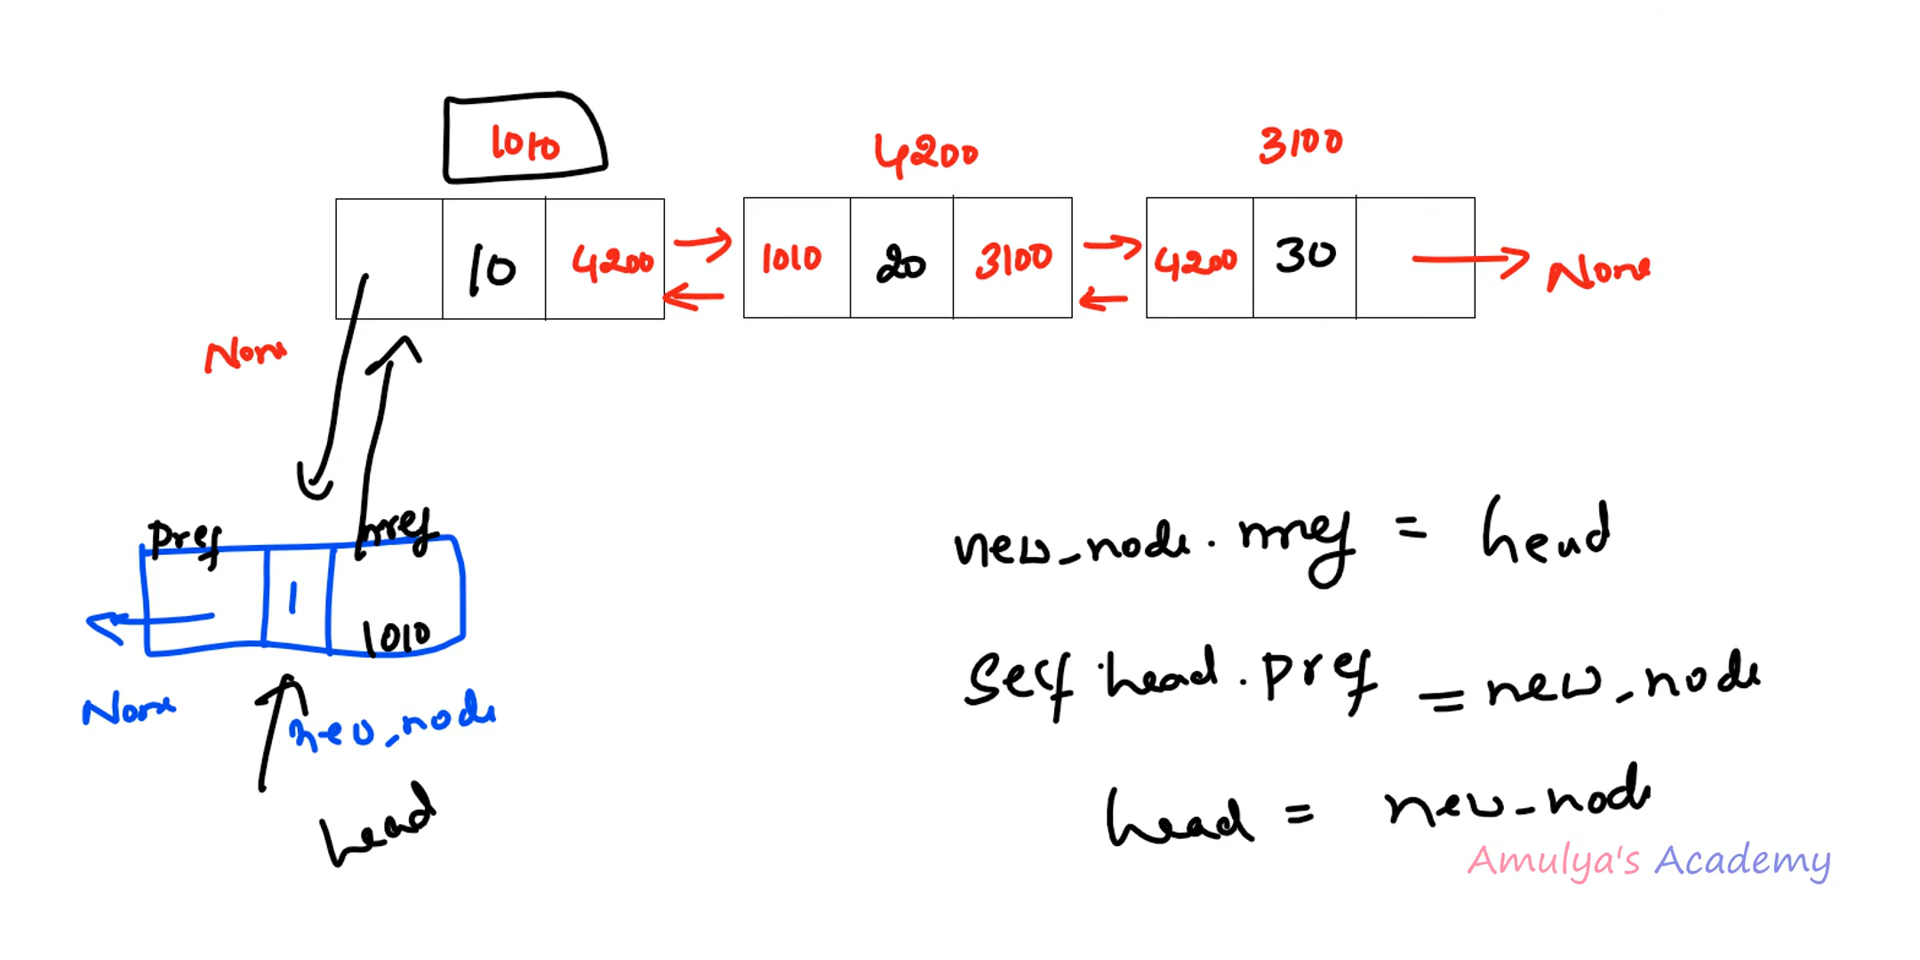 1010
4200
3100
10
4200
1010
20
3100
4200
30
None
None
pref
nref
1
1010
None
new_node
head
new_node.nref = head
self.head.pref = new_node
head = new_node
Amulya's Academy